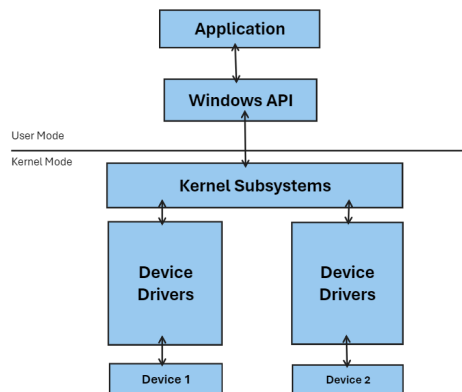 Application
Windows API
User Mode
Kernel Mode
Kernel Subsystems
Device
Drivers
Device
Drivers
Device 1
Device 2